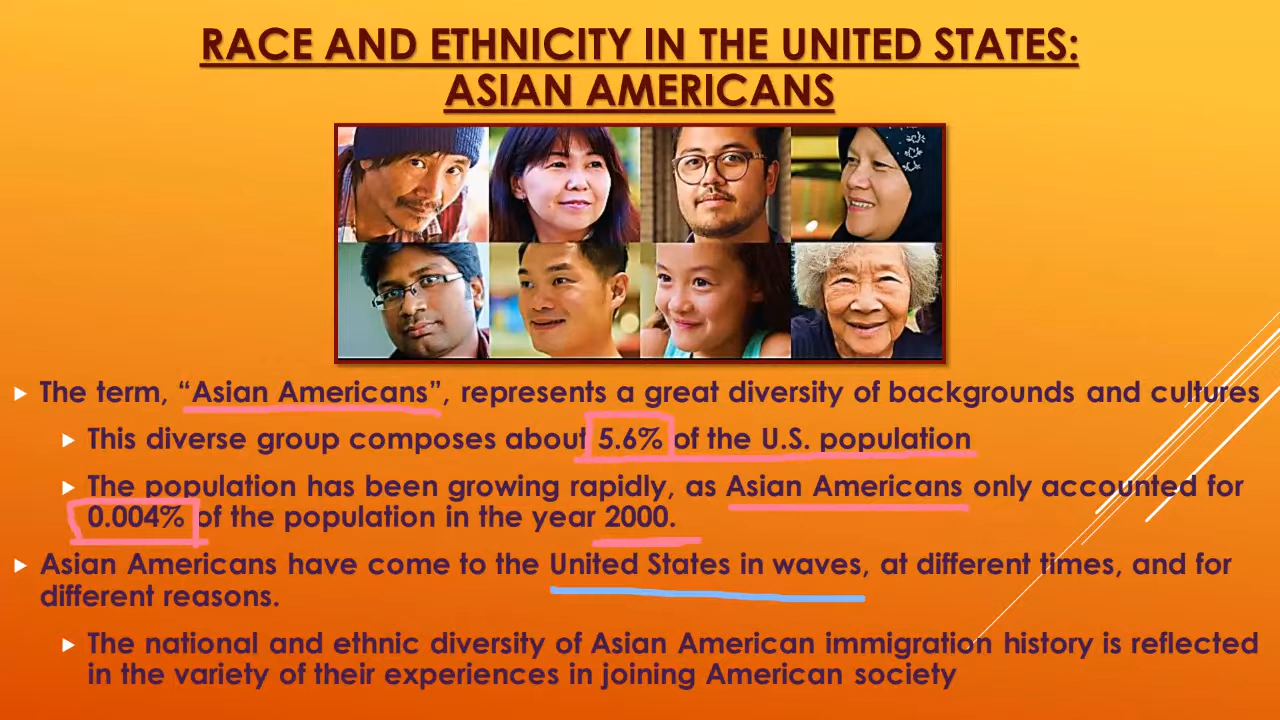 RACE AND ETHNICITY IN THE UNITED STATES:
ASIAN AMERICANS
The term, “Asian Americans”, represents a great diversity of backgrounds and cultures
This diverse group composes about 5.6% of the U.S. population
The population has been growing rapidly, as Asian Americans only accounted for
0.004% of the population in the year 2000.
Asian Americans have come to the United States in waves, at different times, and for
different reasons.
The national and ethnic diversity of Asian American immigration history is reflected
in the variety of their experiences in joining American society